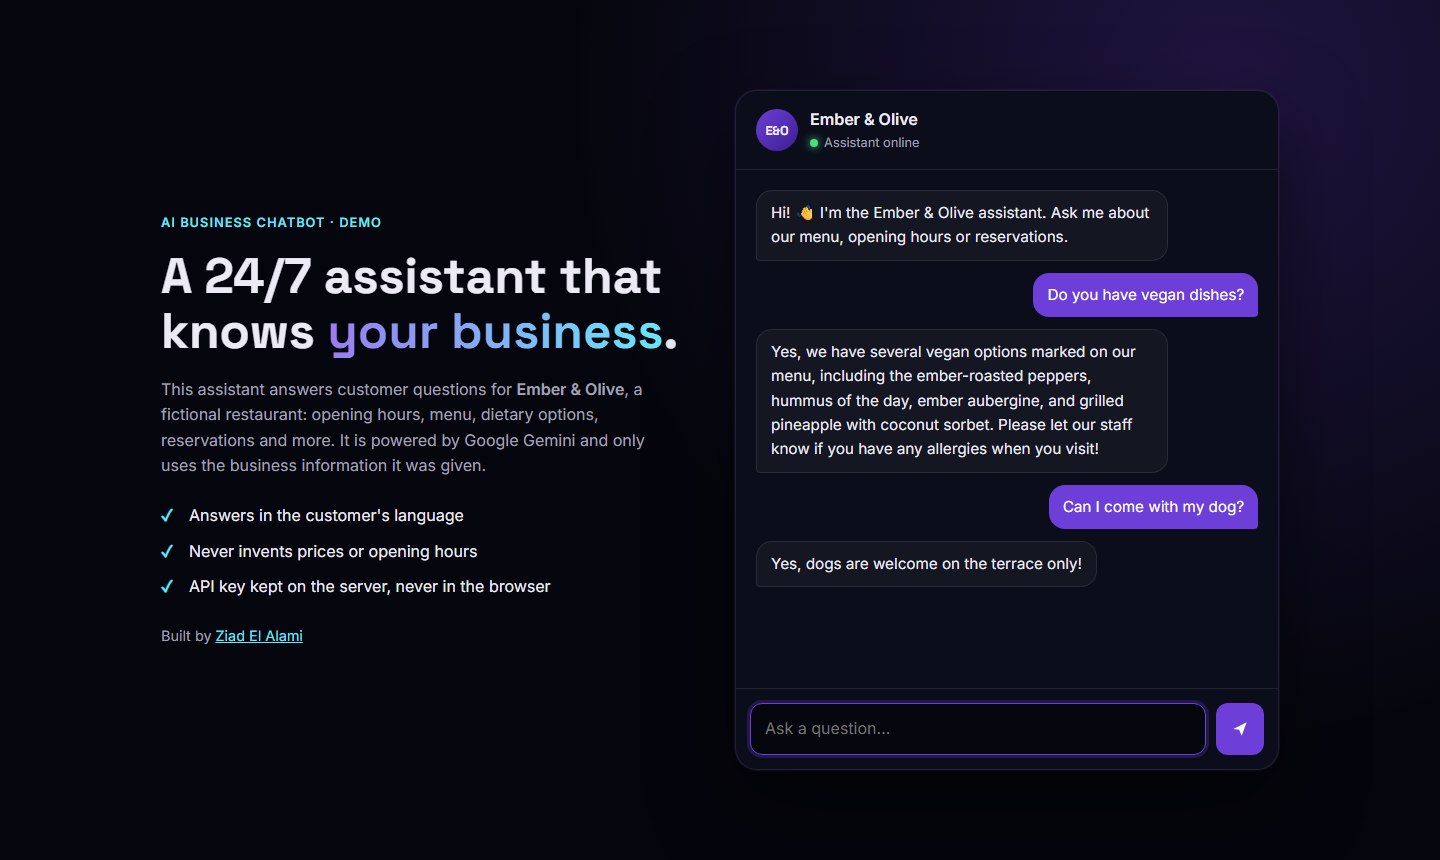 AI BUSINESS CHATBOT · DEMO
A 24/7 assistant that
knows your business.
This assistant answers customer questions for Ember & Olive, a
fictional restaurant: opening hours, menu, dietary options,
reservations and more. It is powered by Google Gemini and only
uses the business information it was given.
✓ Answers in the customer's language
✓ Never invents prices or opening hours
✓ API key kept on the server, never in the browser
Built by Ziad El Alami
E&O
Ember & Olive
Assistant online
Hi! 👋 I'm the Ember & Olive assistant. Ask me about
our menu, opening hours or reservations.
Do you have vegan dishes?
Yes, we have several vegan options marked on our
menu, including the ember-roasted peppers,
hummus of the day, ember aubergine, and grilled
pineapple with coconut sorbet. Please let our staff
know if you have any allergies when you visit!
Can I come with my dog?
Yes, dogs are welcome on the terrace only!
Ask a question...